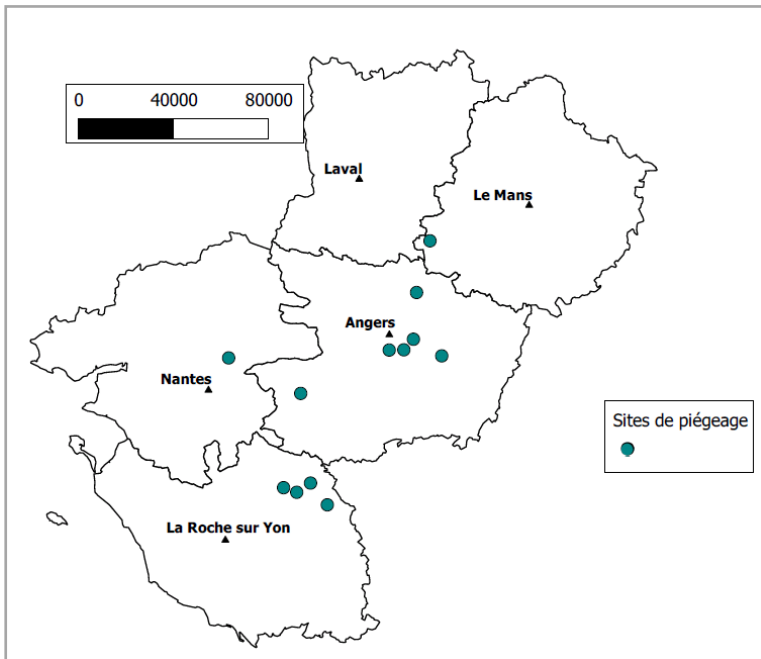 0 40000 80000
Laval
Le Mans
Angers
Nantes
Sites de piégeage
La Roche sur Yon